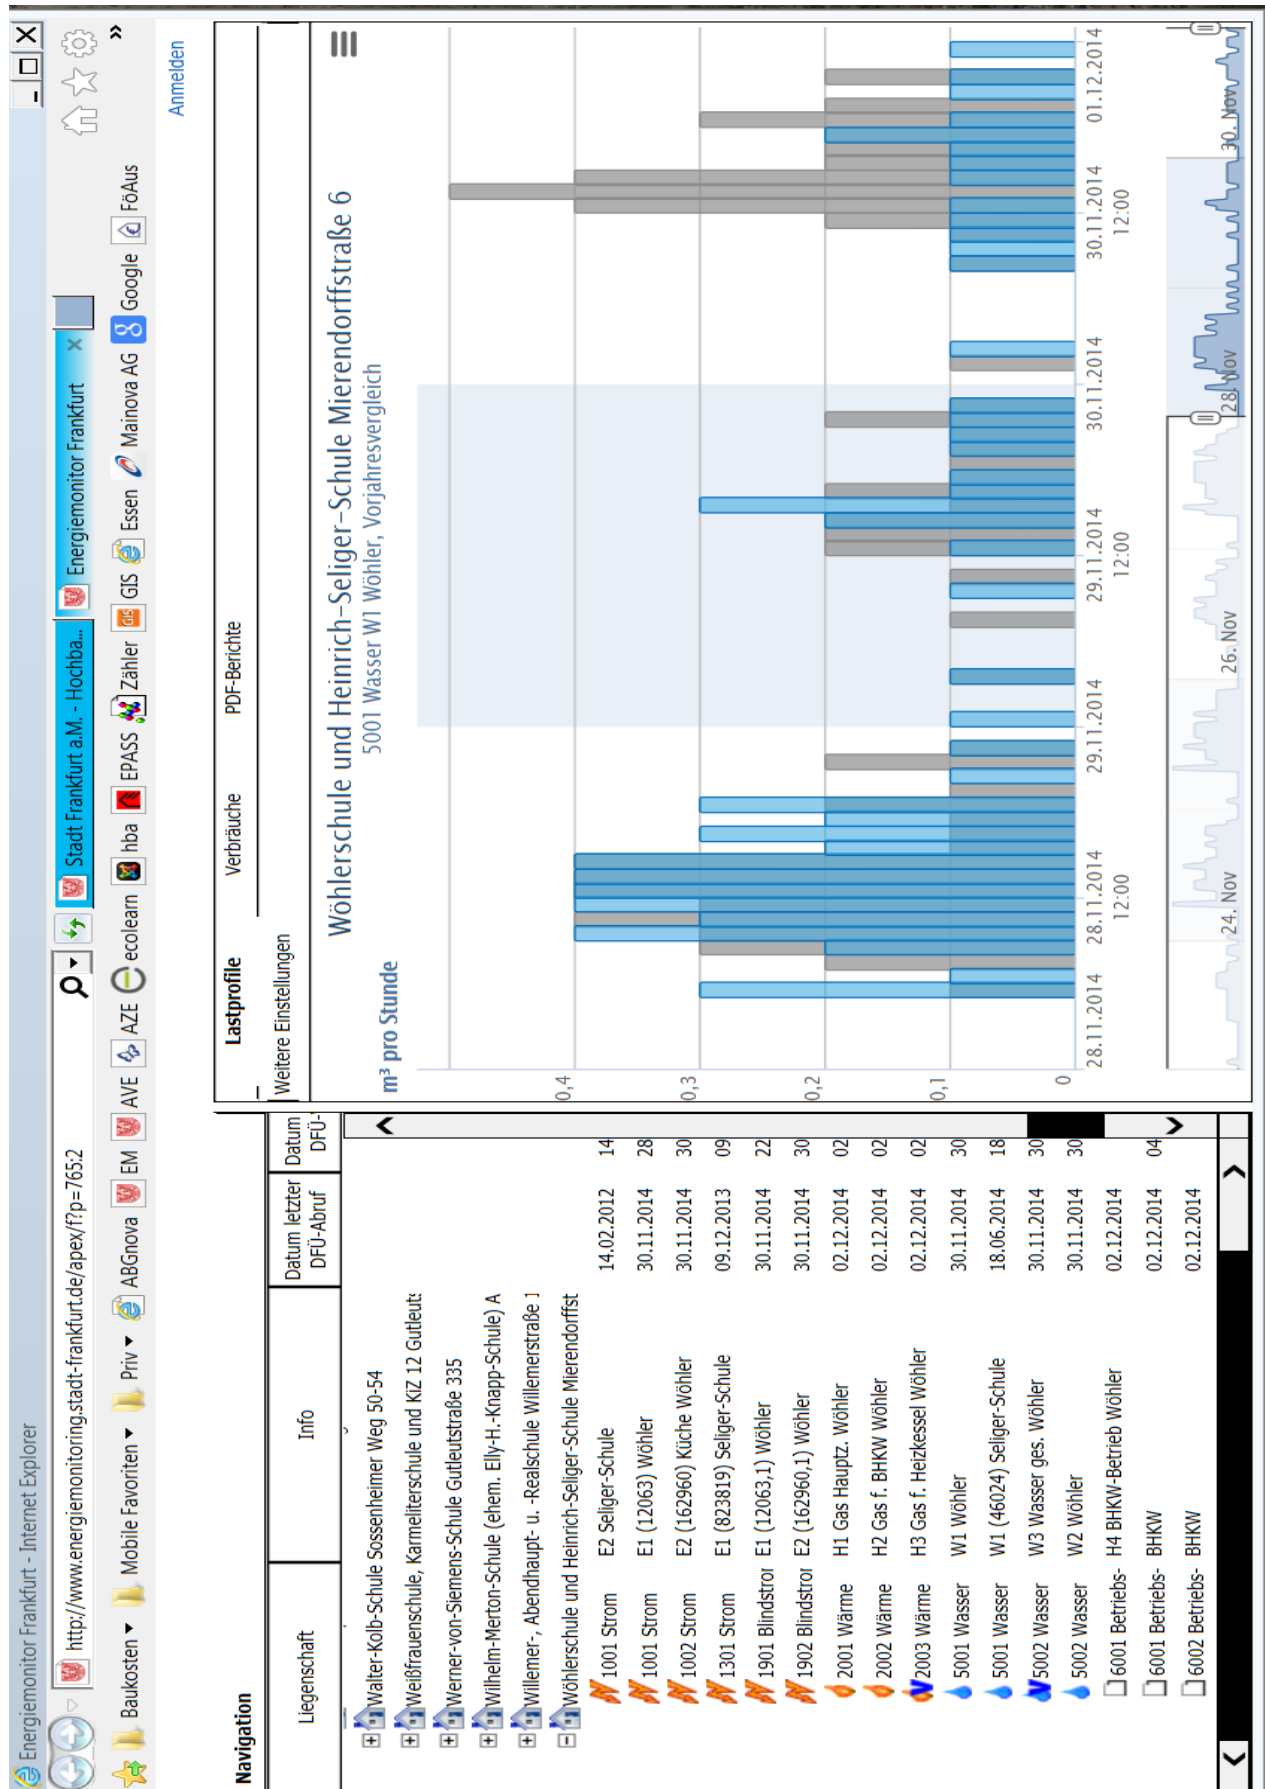 Energiemonitor Frankfurt - Internet Explorer
http://www.energiemonitoring.stadt-frankfurt.de/apex/f?p=765:2
Stadt Frankfurt a.M. - Hochba...
Energiemonitor Frankfurt
Baukosten
Mobile Favoriten
Priv
ABGnova
EM
AVE
AZE
ecolearn
hba
EPASS
Zähler
GIS
Essen
Mainova AG
Google
FöAus
»
Anmelden
Navigation
Liegenschaft Info Datum letzter DFÜ-Abruf Datum DFÜ-
Walter-Kolb-Schule Sossenheimer Weg 50-54
Weißfrauenschule, Karmeliterschule und KiZ 12 Gutleuts
Werner-von-Siemens-Schule Gutleutstraße 335
Wilhelm-Merton-Schule (ehem. Elly-H.-Knapp-Schule) A
Willemer-, Abendhaupt- u. -Realschule Willemerstraße 1
Wöhlerschule und Heinrich-Seliger-Schule Mierendorffst
1001 Strom E2 Seliger-Schule 14.02.2012 14
1001 Strom E1 (12063) Wöhler 30.11.2014 28
1002 Strom E2 (162960) Küche Wöhler 30.11.2014 30
1301 Strom E1 (823819) Seliger-Schule 09.12.2013 09
1901 Blindstror E1 (12063,1) Wöhler 30.11.2014 22
1902 Blindstror E2 (162960,1) Wöhler 30.11.2014 30
2001 Wärme H1 Gas Hauptz. Wöhler 02.12.2014 02
2002 Wärme H2 Gas f. BHKW Wöhler 02.12.2014 02
2003 Wärme H3 Gas f. Heizkessel Wöhler 02.12.2014 02
5001 Wasser W1 Wöhler 30.11.2014 30
5001 Wasser W1 (46024) Seliger-Schule 18.06.2014 18
5002 Wasser W3 Wasser ges. Wöhler 30.11.2014 30
5002 Wasser W2 Wöhler 30.11.2014 30
6001 Betriebs- H4 BHKW-Betrieb Wöhler 02.12.2014
6001 Betriebs- BHKW 02.12.2014 04
6002 Betriebs- BHKW 02.12.2014
Lastprofile
Verbräuche
PDF-Berichte
Weitere Einstellungen
Wöhlerschule und Heinrich-Seliger-Schule Mierendorffstraße 6
5001 Wasser W1 Wöhler, Vorjahresvergleich
m³ pro Stunde
0,4
0,3
0,2
0,1
0
28.11.2014
28.11.2014 12:00
29.11.2014
29.11.2014 12:00
30.11.2014
30.11.2014 12:00
01.12.2014
24. Nov
26. Nov
28. Nov
30. Nov